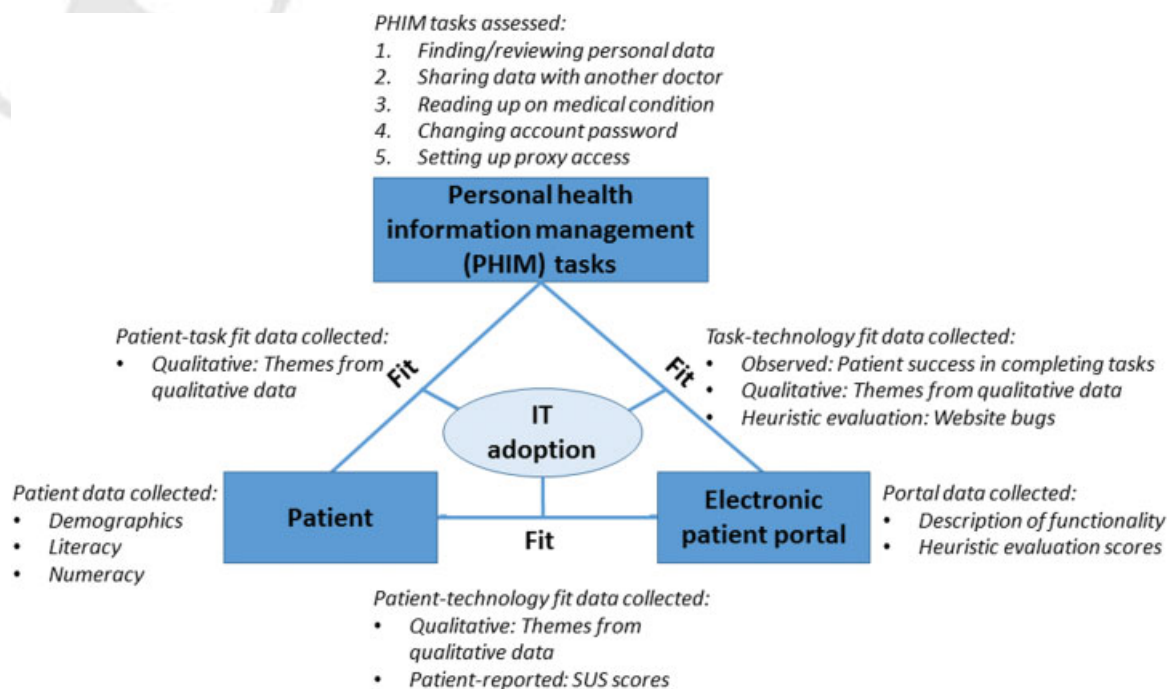 PHIM tasks assessed:
1. Finding/reviewing personal data
2. Sharing data with another doctor
3. Reading up on medical condition
4. Changing account password
5. Setting up proxy access
Personal health
information management
(PHIM) tasks
Patient-task fit data collected:
• Qualitative: Themes from
qualitative data
Fit
Task-technology fit data collected:
• Observed: Patient success in completing tasks
• Qualitative: Themes from qualitative data
• Heuristic evaluation: Website bugs
Fit
IT
adoption
Patient data collected:
• Demographics
• Literacy
• Numeracy
Patient
Fit
Electronic
patient portal
Portal data collected:
• Description of functionality
• Heuristic evaluation scores
Patient-technology fit data collected:
• Qualitative: Themes from
qualitative data
• Patient-reported: SUS scores